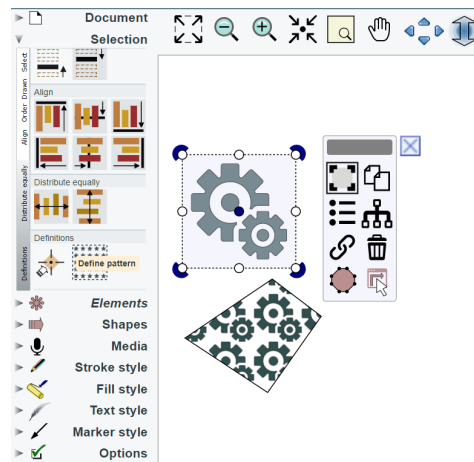 Document
Selection
Select
Drawn
Order
Align
Align
Distribute equally
Distribute equally
Definitions
Definitions
Define pattern
Elements
Shapes
Media
Stroke style
Fill style
Text style
Marker style
Options